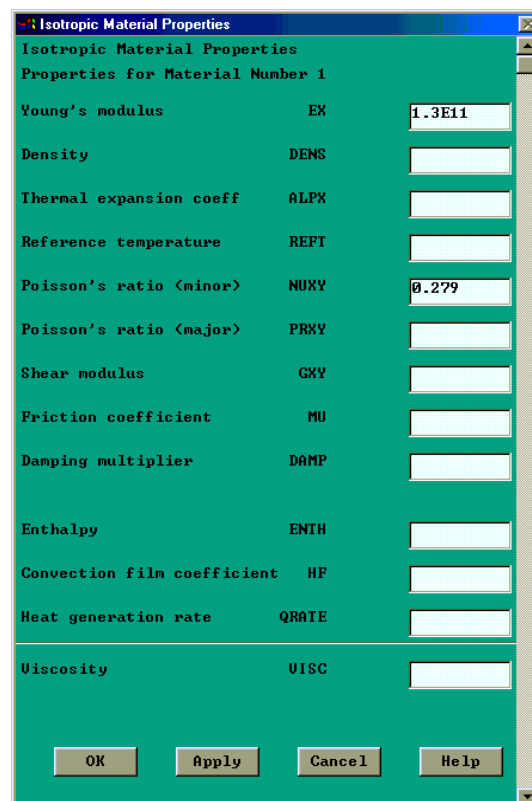 Isotropic Material Properties
Isotropic Material Properties
Properties for Material Number 1
Young's modulus EX 1.3E11
Density DENS
Thermal expansion coeff ALPX
Reference temperature REFT
Poisson's ratio (minor) NUXY 0.279
Poisson's ratio (major) PRXY
Shear modulus GXY
Friction coefficient MU
Damping multiplier DAMP
Enthalpy ENTH
Convection film coefficient HF
Heat generation rate QRATE
Viscosity VISC
OK Apply Cancel Help